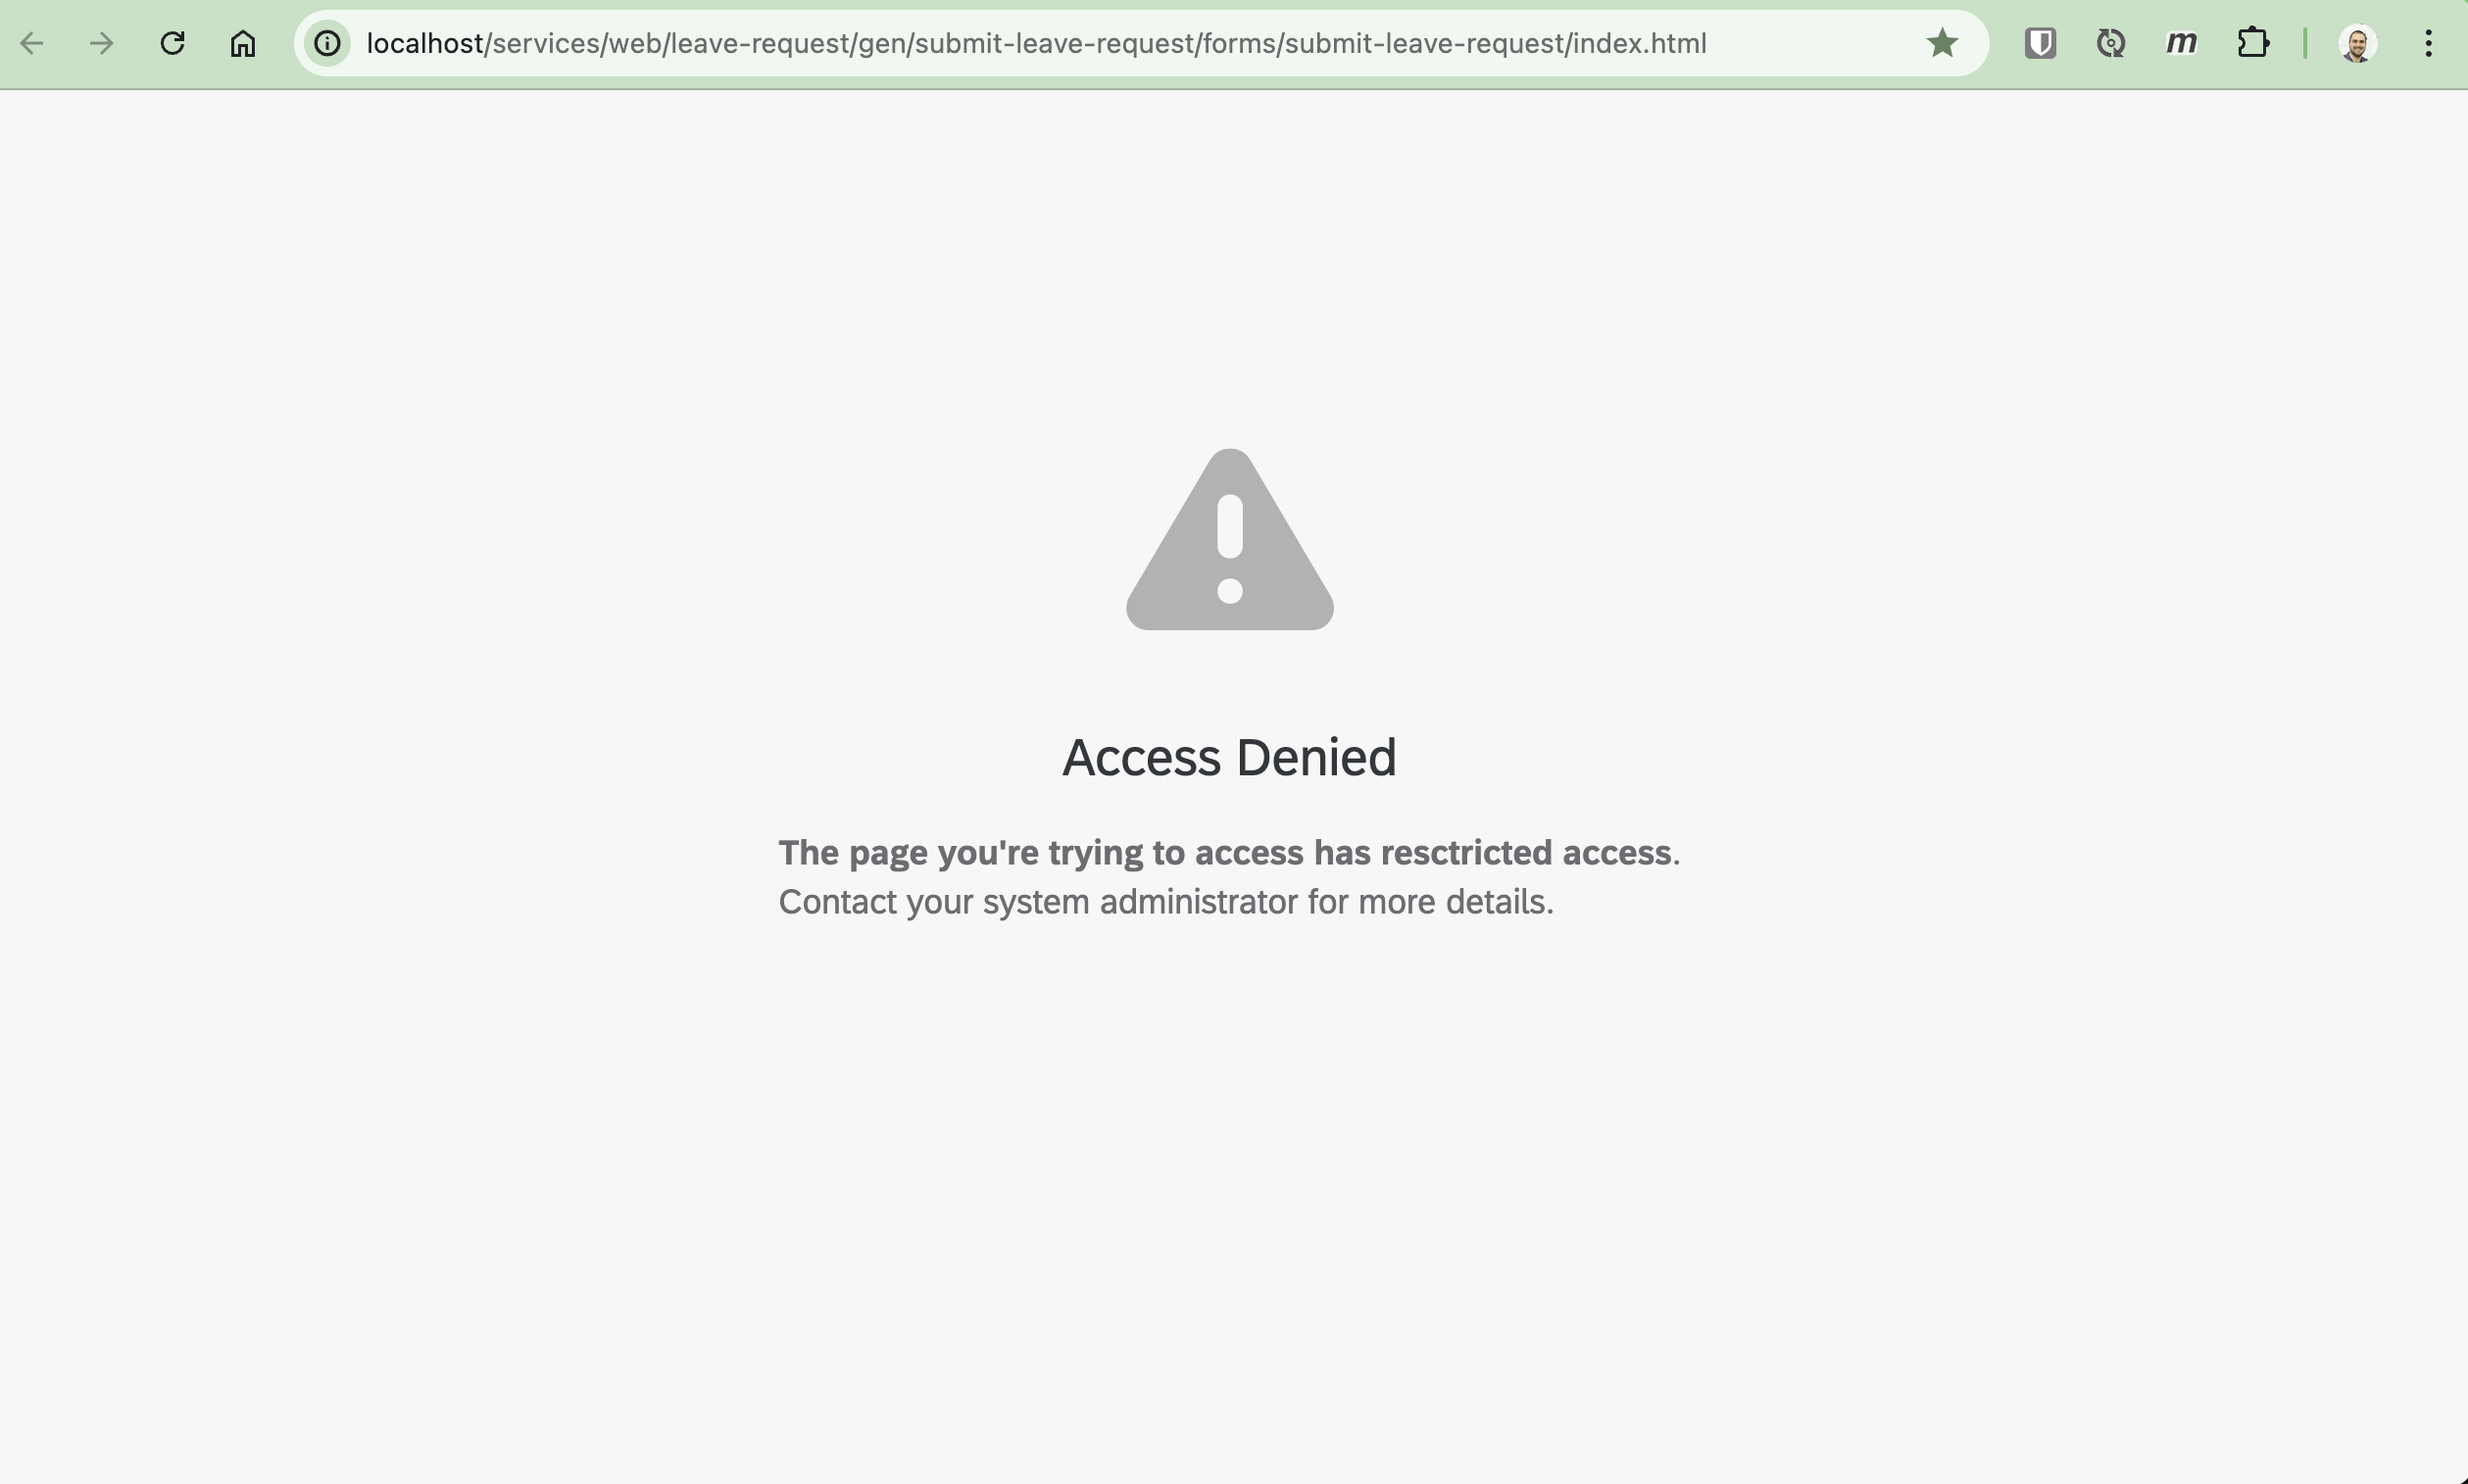 localhost/services/web/leave-request/gen/submit-leave-request/forms/submit-leave-request/index.html
m
Access Denied
The page you're trying to access has resctricted access.
Contact your system administrator for more details.